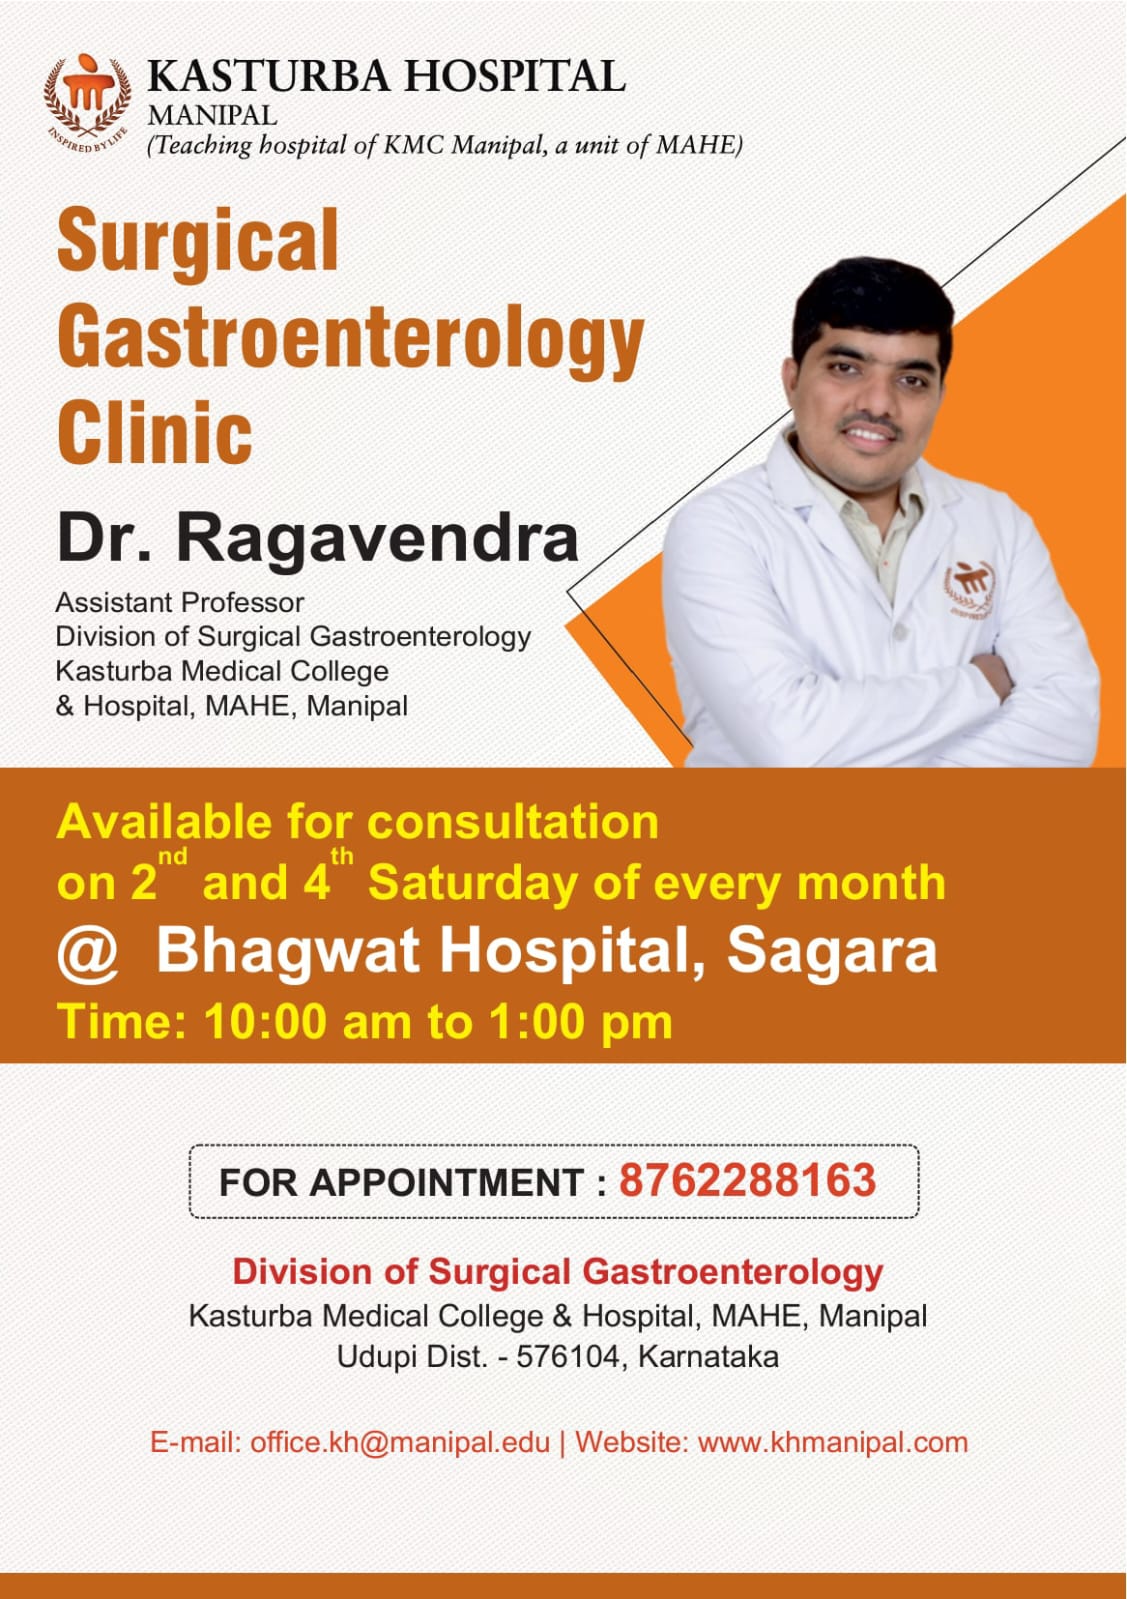 KASTURBA HOSPITAL
MANIPAL
(Teaching hospital of KMC Manipal, a unit of MAHE)
INSPIRED BY LIFE
Surgical
Gastroenterology
Clinic
Dr. Ragavendra
Assistant Professor
Division of Surgical Gastroenterology
Kasturba Medical College
& Hospital, MAHE, Manipal
Available for consultation
on 2nd and 4th Saturday of every month
@ Bhagwat Hospital, Sagara
Time: 10:00 am to 1:00 pm
FOR APPOINTMENT : 8762288163
Division of Surgical Gastroenterology
Kasturba Medical College & Hospital, MAHE, Manipal
Udupi Dist. - 576104, Karnataka
E-mail: office.kh@manipal.edu | Website: www.khmanipal.com